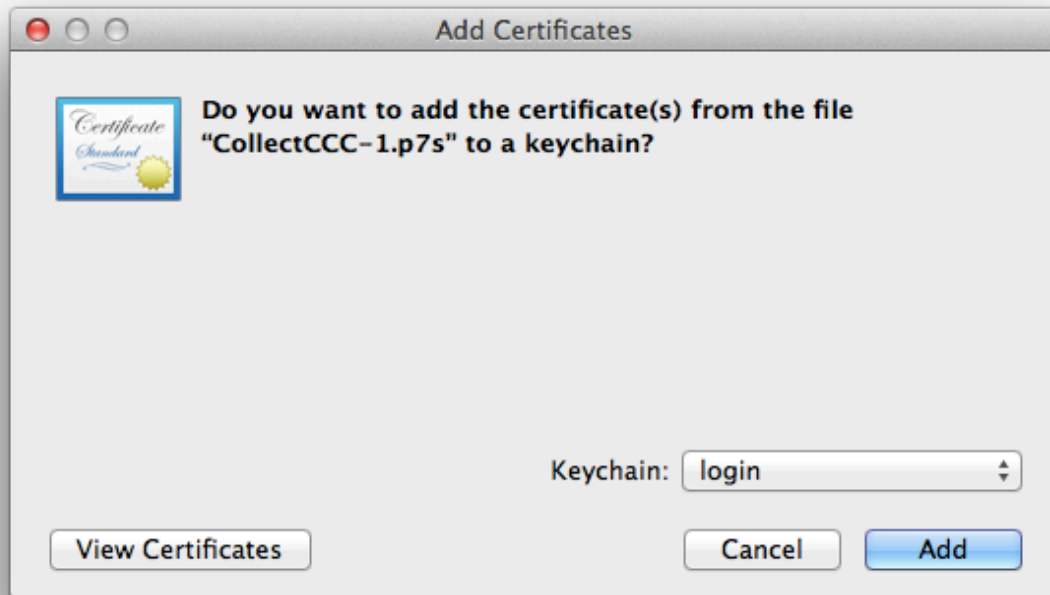 Add Certificates
Certificate
Standard
Do you want to add the certificate(s) from the file
“CollectCCC-1.p7s” to a keychain?
Keychain: login
View Certificates Cancel Add